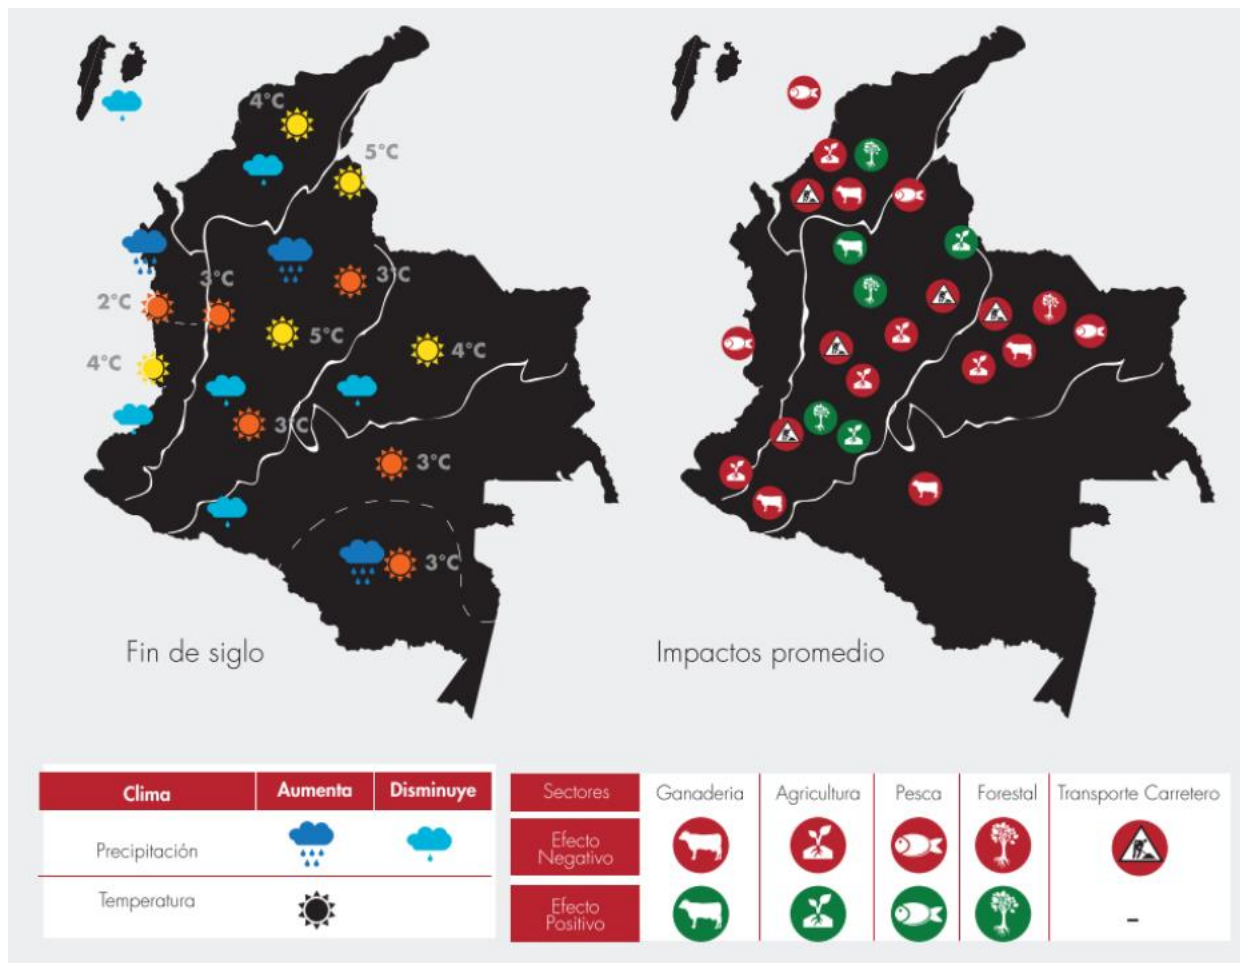 4°C
5°C
3°C
3°C
2°C
5°C
4°C
4°C
3°C
3°C
3°C
Fin de siglo
Impactos promedio
Clima
Aumenta
Disminuye
Precipitación
Temperatura
Sectores
Ganaderia
Agricultura
Pesca
Forestal
Transporte Carretero
Efecto
Negativo
Efecto
Positivo
–